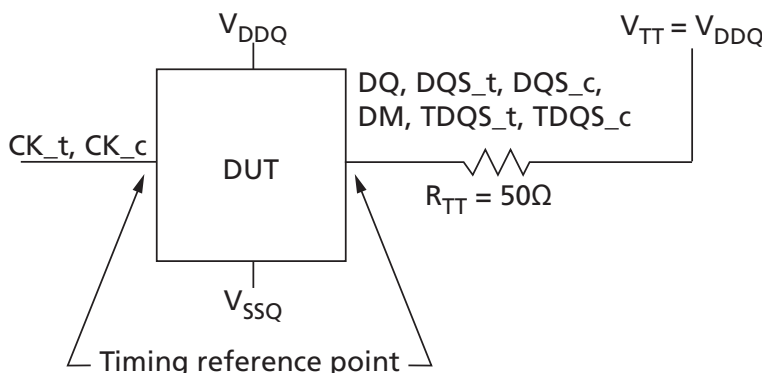 V_DDQ
V_TT = V_DDQ
DQ, DQS_t, DQS_c,
DM, TDQS_t, TDQS_c
CK_t, CK_c
DUT
R_TT = 50Ω
V_SSQ
Timing reference point